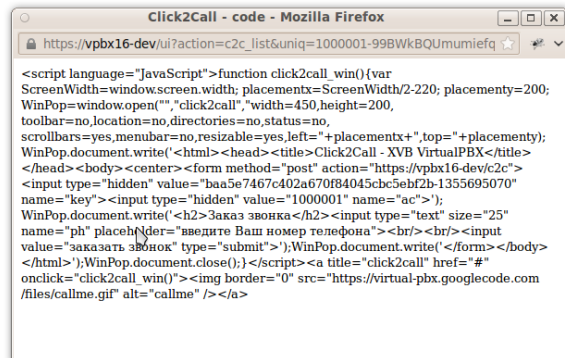 Click2Call - code - Mozilla Firefox
https://vpbx16-dev/ui?action=c2c_list&uniq=1000001-99BWkBQUmumiefq
<script language="JavaScript">function click2call_win(){var
ScreenWidth=window.screen.width; placementx=ScreenWidth/2-220; placementy=200;
WinPop=window.open("","click2call","width=450,height=200,
toolbar=no,location=no,directories=no,status=no,
scrollbars=yes,menubar=no,resizable=yes,left="+placementx+",top="+placementy);
WinPop.document.write('<html><head><title>Click2Call - XVB VirtualPBX</title>
</head><body><center><form method="post" action="https://vpbx16-dev/c2c">
<input type="hidden" value="baa5e7467c402a670f84045cbc5ebf2b-1355695070"
name="key"><input type="hidden" value="1000001" name="ac">');
WinPop.document.write('<h2>Заказ звонка</h2><input type="text" size="25"
name="ph" placeholder="введите Ваш номер телефона"><br/><br/><input
value="заказать звонок" type="submit">');WinPop.document.write('</form></body>
</html>');WinPop.document.close();}</script><a title="click2call" href="#"
onclick="click2call_win()"><img border="0" src="https://virtual-pbx.googlecode.com
/files/callme.gif" alt="callme" /></a>